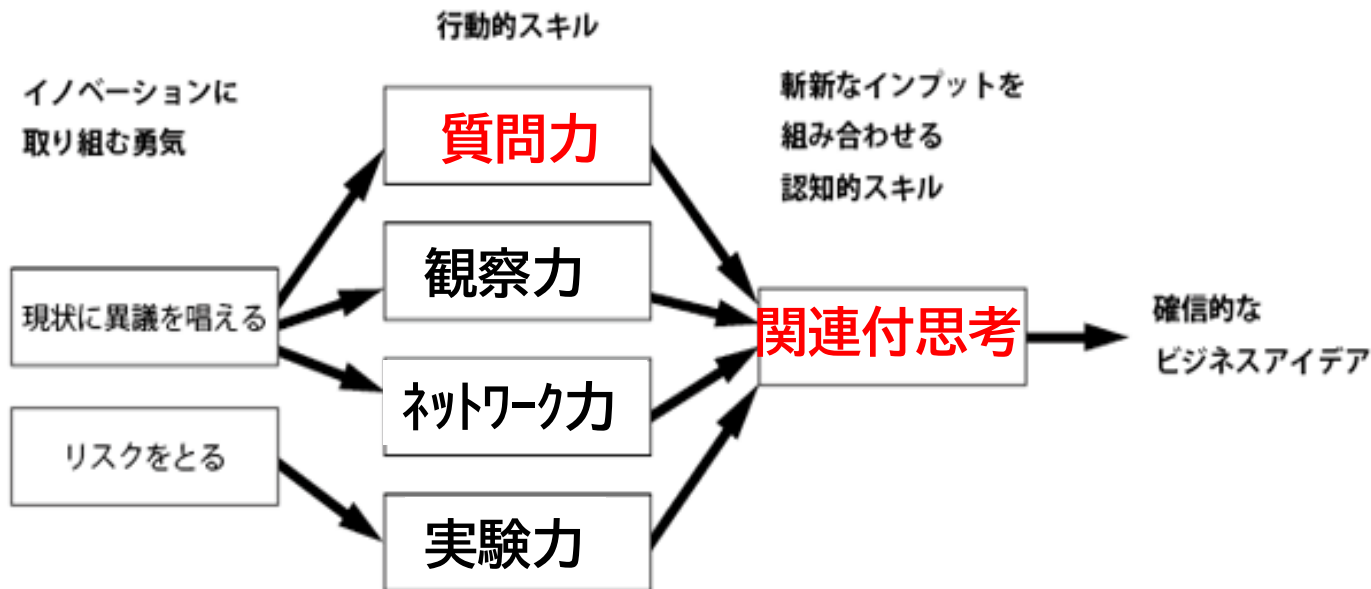 行動的スキル
イノベーションに
取り組む勇気
斬新なインプットを
組み合わせる
認知的スキル
質問力
観察力
現状に異議を唱える
関連付思考
確信的な
ビジネスアイデア
ネットワーク力
リスクをとる
実験力